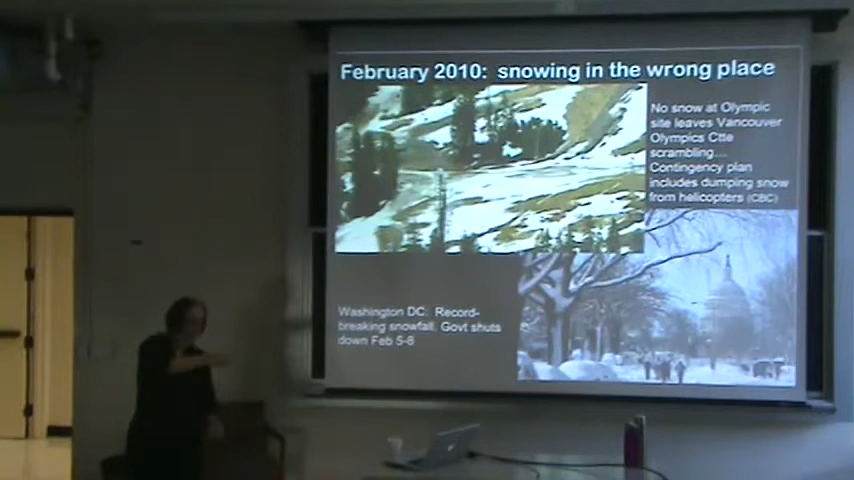 February 2010: snowing in the wrong place
No snow at Olympic
site leaves Vancouver
Olympics Ctte
scrambling...
Contingency plan
includes dumping snow
from helicopters (CBC)
Washington DC: Record-
breaking snowfall, Govt shuts
down Feb 5-8